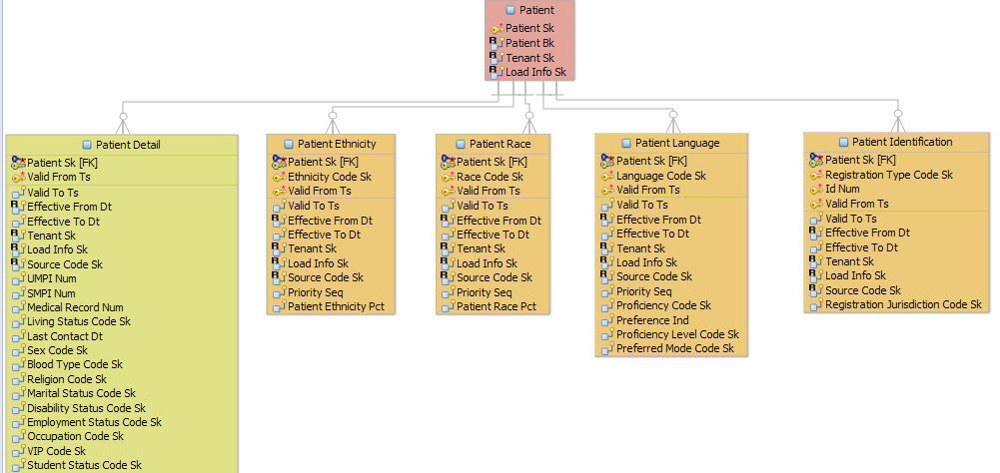 Patient
Patient Sk
Patient Bk
Tenant Sk
Load Info Sk
Patient Detail
Patient Sk [FK]
Valid From Ts
Valid To Ts
Effective From Dt
Effective To Dt
Tenant Sk
Load Info Sk
Source Code Sk
UMPI Num
SMPI Num
Medical Record Num
Living Status Code Sk
Last Contact Dt
Sex Code Sk
Blood Type Code Sk
Religion Code Sk
Marital Status Code Sk
Disability Status Code Sk
Employment Status Code Sk
Occupation Code Sk
VIP Code Sk
Student Status Code Sk
Patient Ethnicity
Patient Sk [FK]
Ethnicity Code Sk
Valid From Ts
Valid To Ts
Effective From Dt
Effective To Dt
Tenant Sk
Load Info Sk
Source Code Sk
Priority Seq
Patient Ethnicity Pct
Patient Race
Patient Sk [FK]
Race Code Sk
Valid From Ts
Valid To Ts
Effective From Dt
Effective To Dt
Tenant Sk
Load Info Sk
Source Code Sk
Priority Seq
Patient Race Pct
Patient Language
Patient Sk [FK]
Language Code Sk
Valid From Ts
Valid To Ts
Effective From Dt
Effective To Dt
Tenant Sk
Load Info Sk
Source Code Sk
Priority Seq
Proficiency Code Sk
Preference Ind
Proficiency Level Code Sk
Preferred Mode Code Sk
Patient Identification
Patient Sk [FK]
Registration Type Code Sk
Id Num
Valid From Ts
Valid To Ts
Effective From Dt
Effective To Dt
Tenant Sk
Load Info Sk
Source Code Sk
Registration Jurisdiction Code Sk